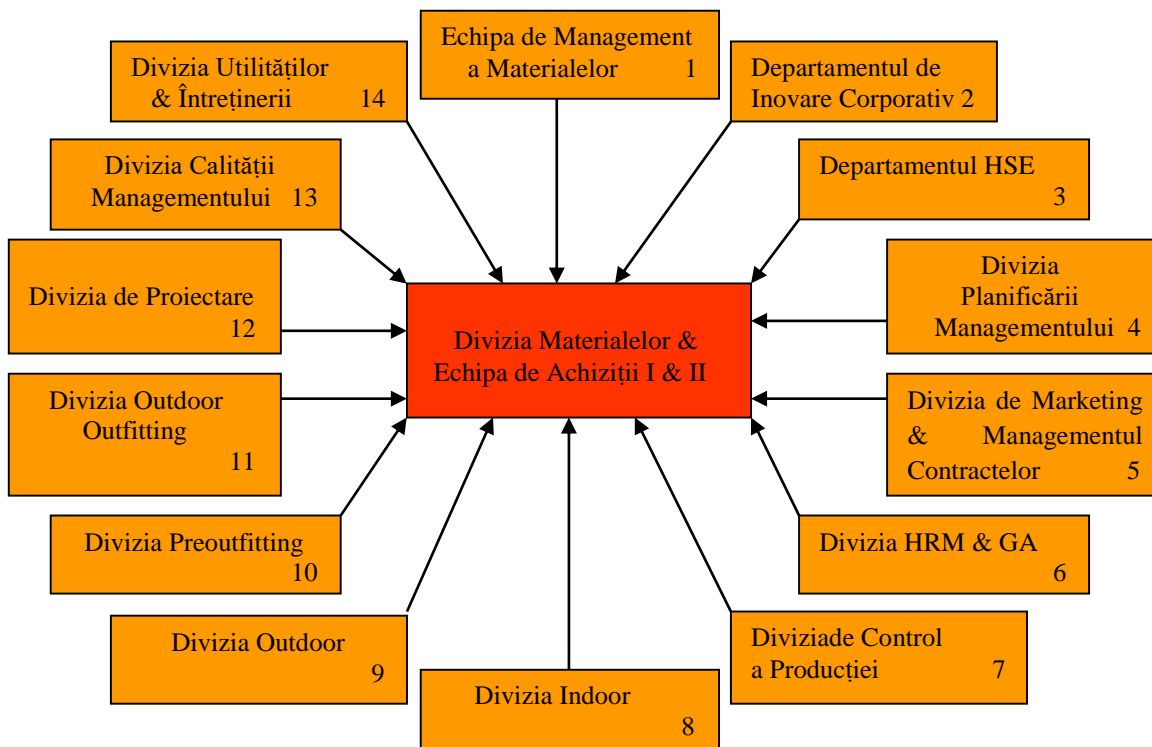 Echipa de Management
a Materialelor 1
Departamentul de
Inovare Corporativ 2
Departamentul HSE
3
Divizia
Planificării
Managementului 4
Divizia de Marketing
& Managementul
Contractelor 5
Divizia HRM & GA
6
Diviziade Control
a Producției 7
Divizia Indoor
8
Divizia Outdoor
9
Divizia Preoutfitting
10
Divizia Outdoor
Outfitting
11
Divizia de Proiectare
12
Divizia Calității
Managementului 13
Divizia Utilităților
& Întreținerii 14
Divizia Materialelor &
Echipa de Achiziții I & II